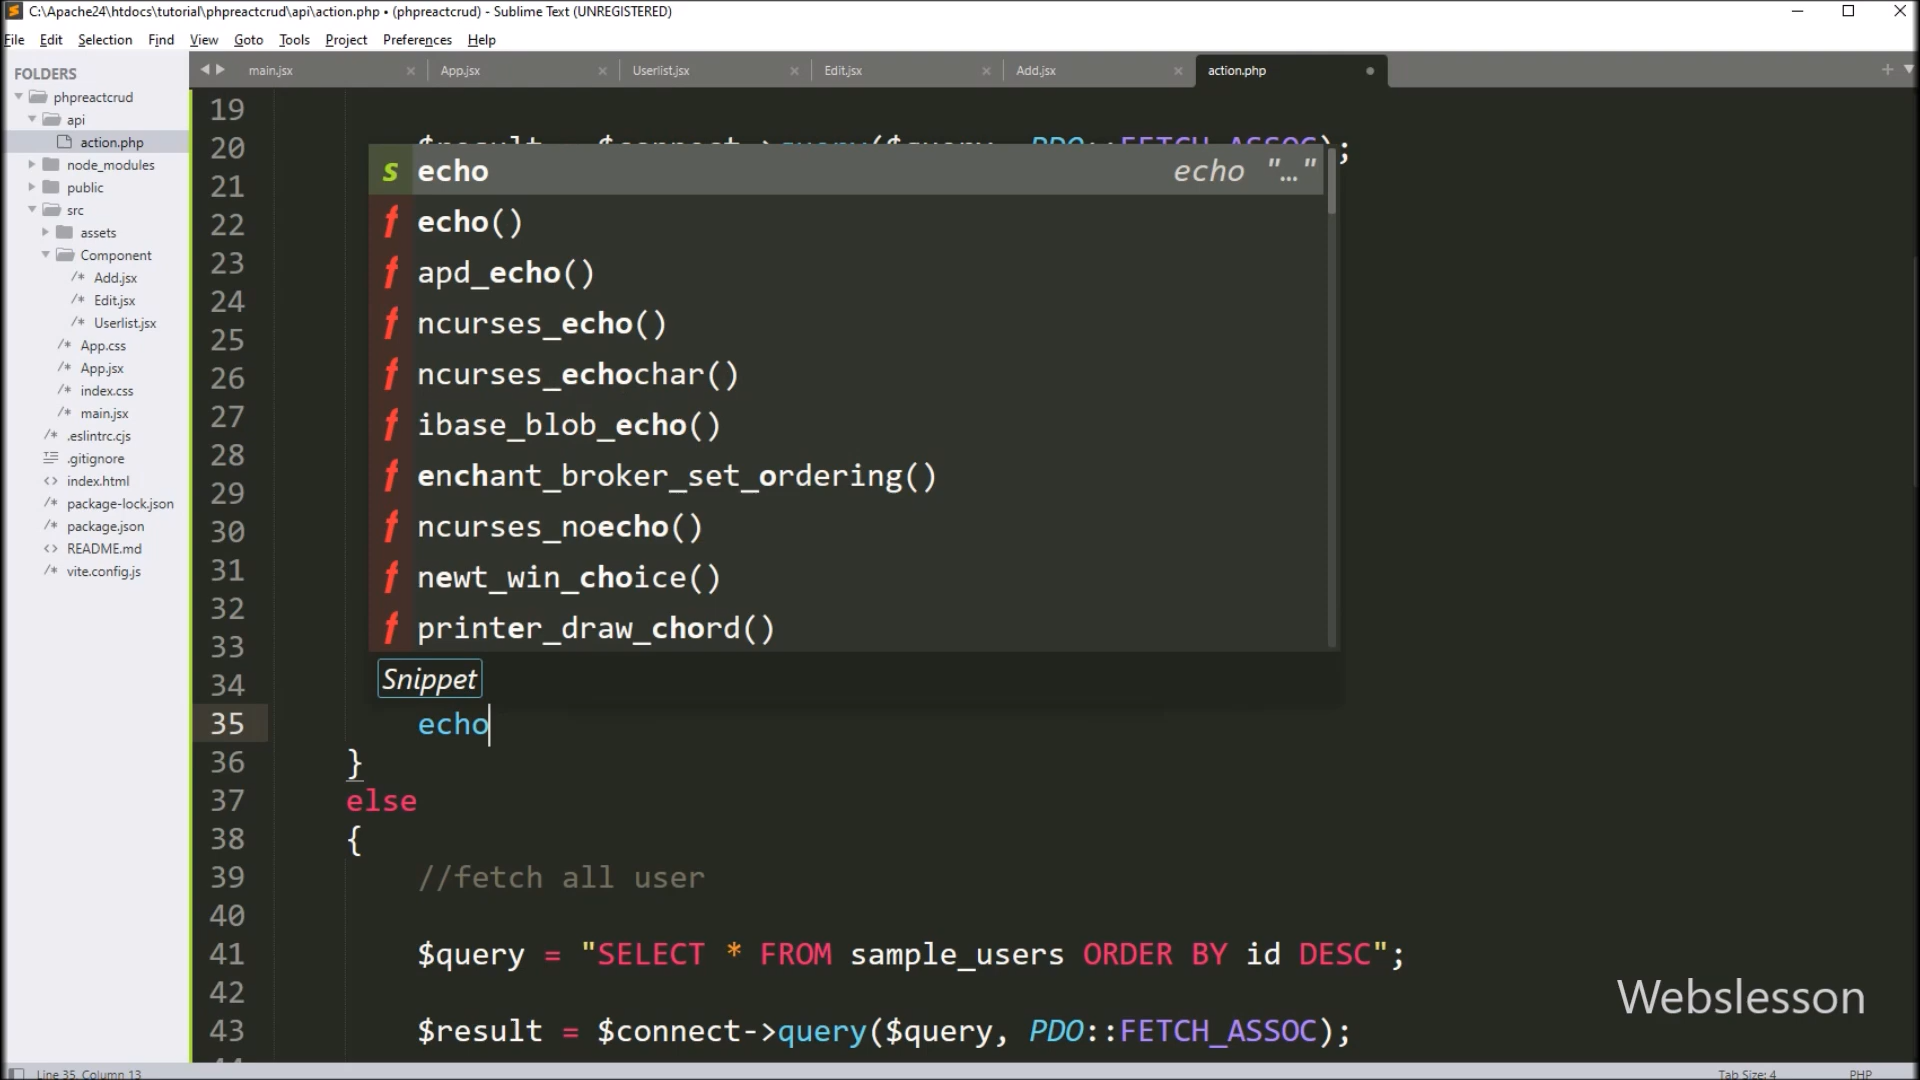 C:\Apache24\htdocs\tutorial\phpreactcrud\api\action.php • (phpreactcrud) - Sublime Text (UNREGISTERED)
File Edit Selection Find View Goto Tools Project Preferences Help
FOLDERS
phpreactcrud
api
action.php
node_modules
public
src
assets
Component
/* Add.jsx
/* Edit.jsx
/* Userlist.jsx
/* App.css
/* App.jsx
/* index.css
/* main.jsx
/* .eslintrc.cjs
.gitignore
<> index.html
/* package-lock.json
/* package.json
<> README.md
/* vite.config.js
main.jsx App.jsx Userlist.jsx Edit.jsx Add.jsx action.php
19
20 $result = $connect->query($query, PDO::FETCH_ASSOC);
21
22
23
24
25
26
27
28
29
30
31
32
33
34
s echo echo "…"
f echo()
f apd_echo()
f ncurses_echo()
f ncurses_echochar()
f ibase_blob_echo()
f enchant_broker_set_ordering()
f ncurses_noecho()
f newt_win_choice()
f printer_draw_chord()
Snippet
35 echo
36 }
37 else
38 {
39 //fetch all user
40
41 $query = "SELECT * FROM sample_users ORDER BY id DESC";
42
43 $result = $connect->query($query, PDO::FETCH_ASSOC);
Webslesson
Line 35, Column 13 Tab Size: 4 PHP